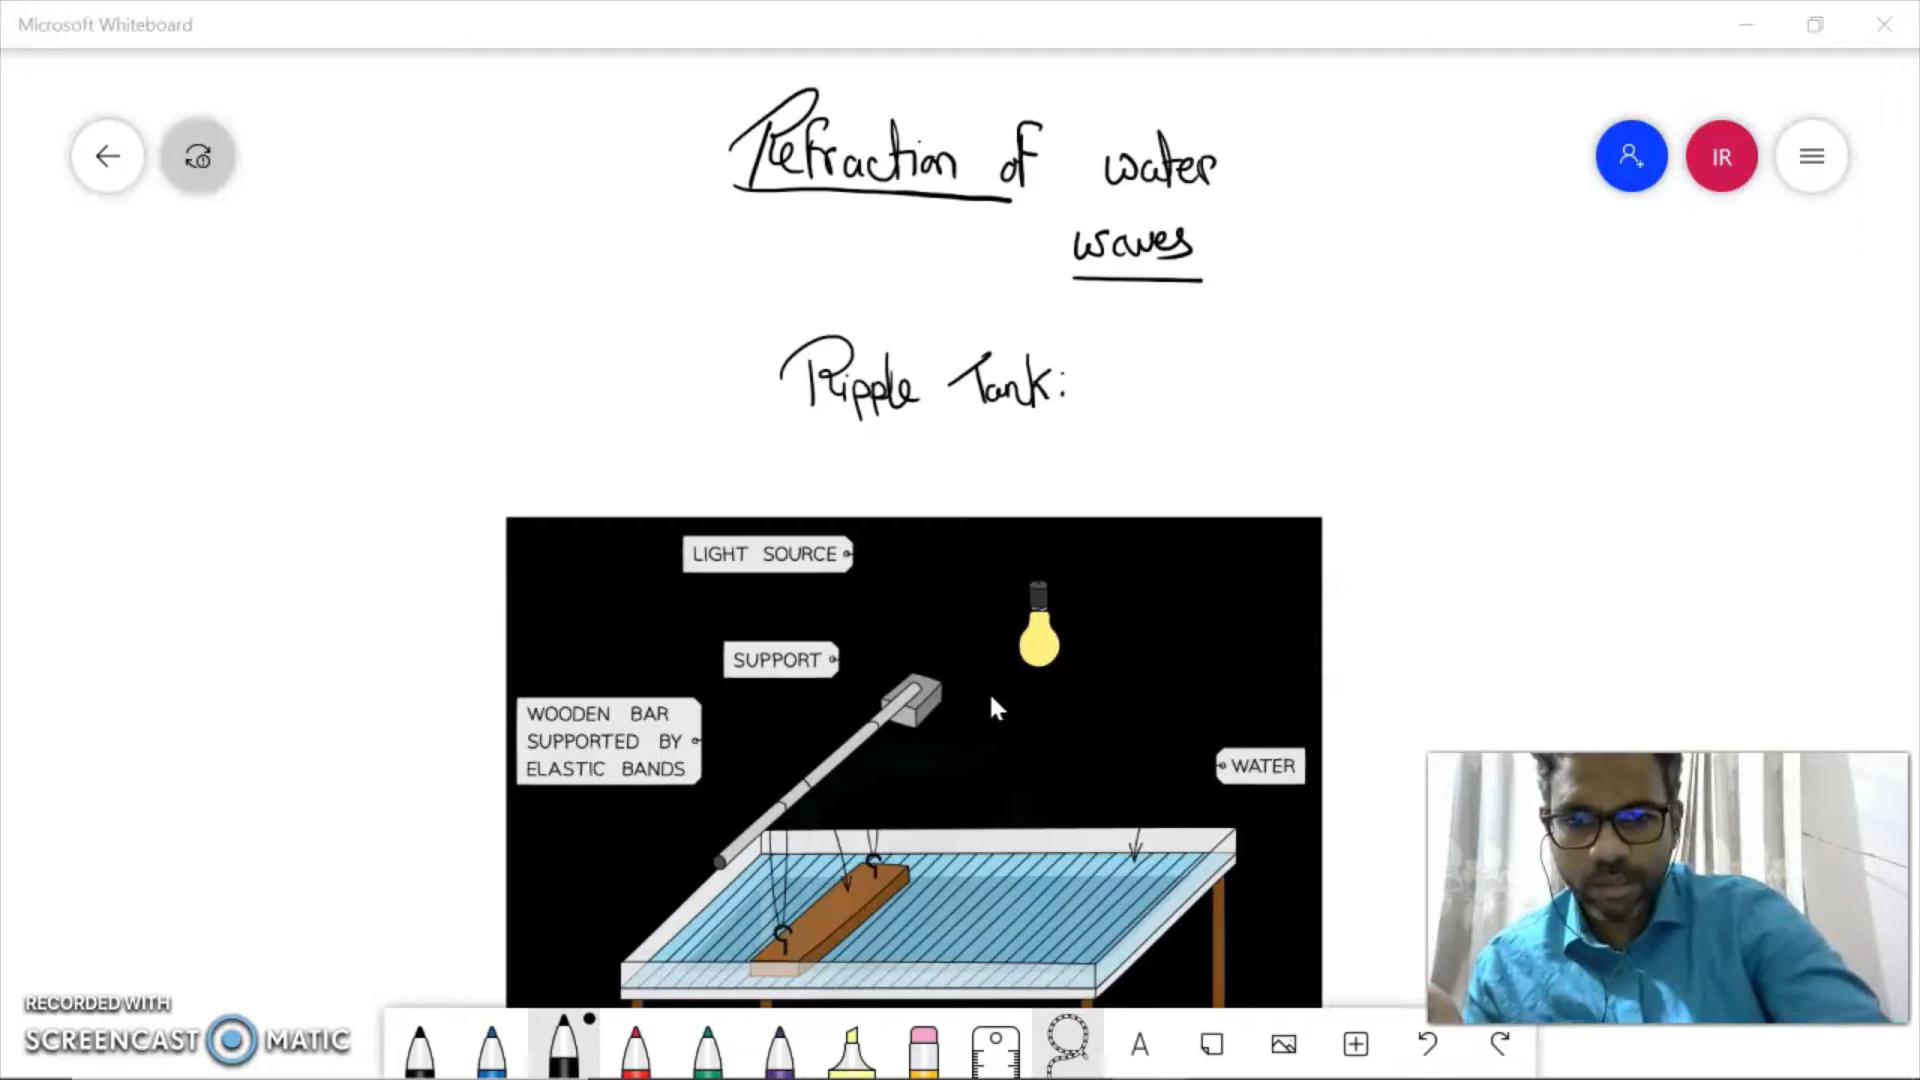 Microsoft Whiteboard
Refraction of water
waves
IR
Ripple Tank:
LIGHT SOURCE
SUPPORT
WOODEN BAR
SUPPORTED BY
ELASTIC BANDS
WATER
RECORDED WITH
SCREENCAST MATIC
A